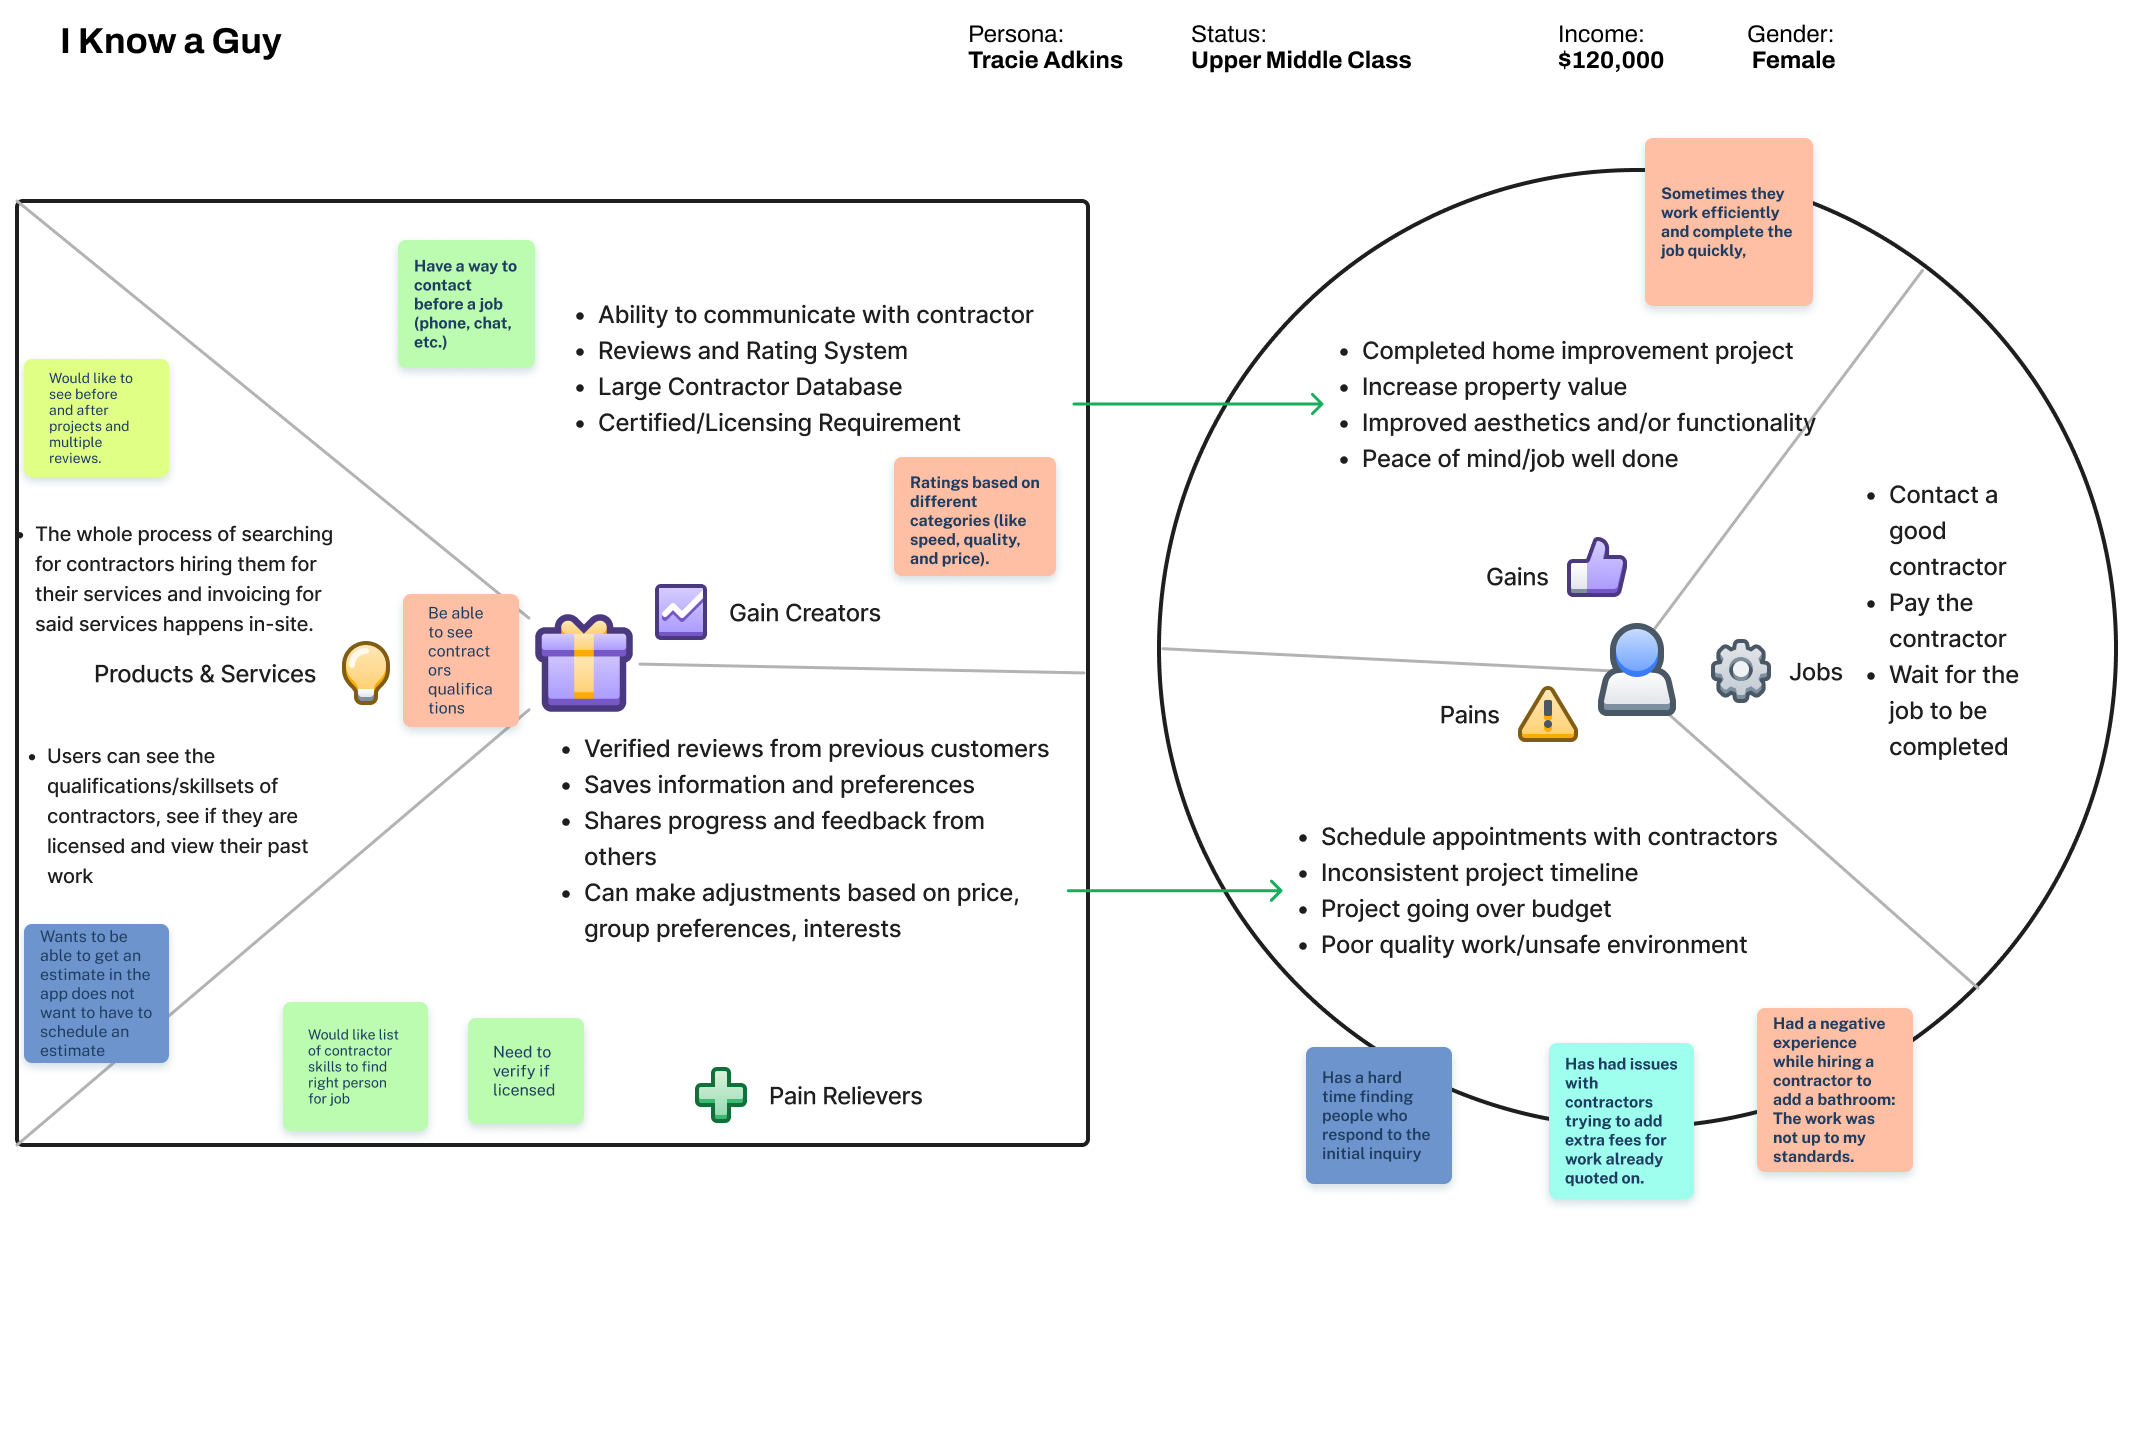 I Know a Guy
Persona:
Tracie Adkins
Status:
Upper Middle Class
Income:
$120,000
Gender:
Female
Would like to
see before
and after
projects and
multiple
reviews.
• The whole process of searching
for contractors hiring them for
their services and invoicing for
said services happens in-site.
Products & Services
• Users can see the
qualifications/skillsets of
contractors, see if they are
licensed and view their past
work
Wants to be
able to get an
estimate in the
app does not
want to have to
schedule an
estimate
Be able
to see
contract
ors
qualifica
tions
Have a way to
contact
before a job
(phone, chat,
etc.)
• Ability to communicate with contractor
• Reviews and Rating System
• Large Contractor Database
• Certified/Licensing Requirement
Ratings based on
different
categories (like
speed, quality,
and price).
Gain Creators
• Verified reviews from previous customers
• Saves information and preferences
• Shares progress and feedback from
others
• Can make adjustments based on price,
group preferences, interests
Would like list
of contractor
skills to find
right person
for job
Need to
verify if
licensed
Pain Relievers
Sometimes they
work efficiently
and complete the
job quickly,
• Completed home improvement project
• Increase property value
• Improved aesthetics and/or functionality
• Peace of mind/job well done
Gains
• Contact a
good
contractor
• Pay the
contractor
• Wait for the
job to be
completed
Jobs
Pains
• Schedule appointments with contractors
• Inconsistent project timeline
• Project going over budget
• Poor quality work/unsafe environment
Has a hard
time finding
people who
respond to the
initial inquiry
Has had issues
with
contractors
trying to add
extra fees for
work already
quoted on.
Had a negative
experience
while hiring a
contractor to
add a bathroom:
The work was
not up to my
standards.